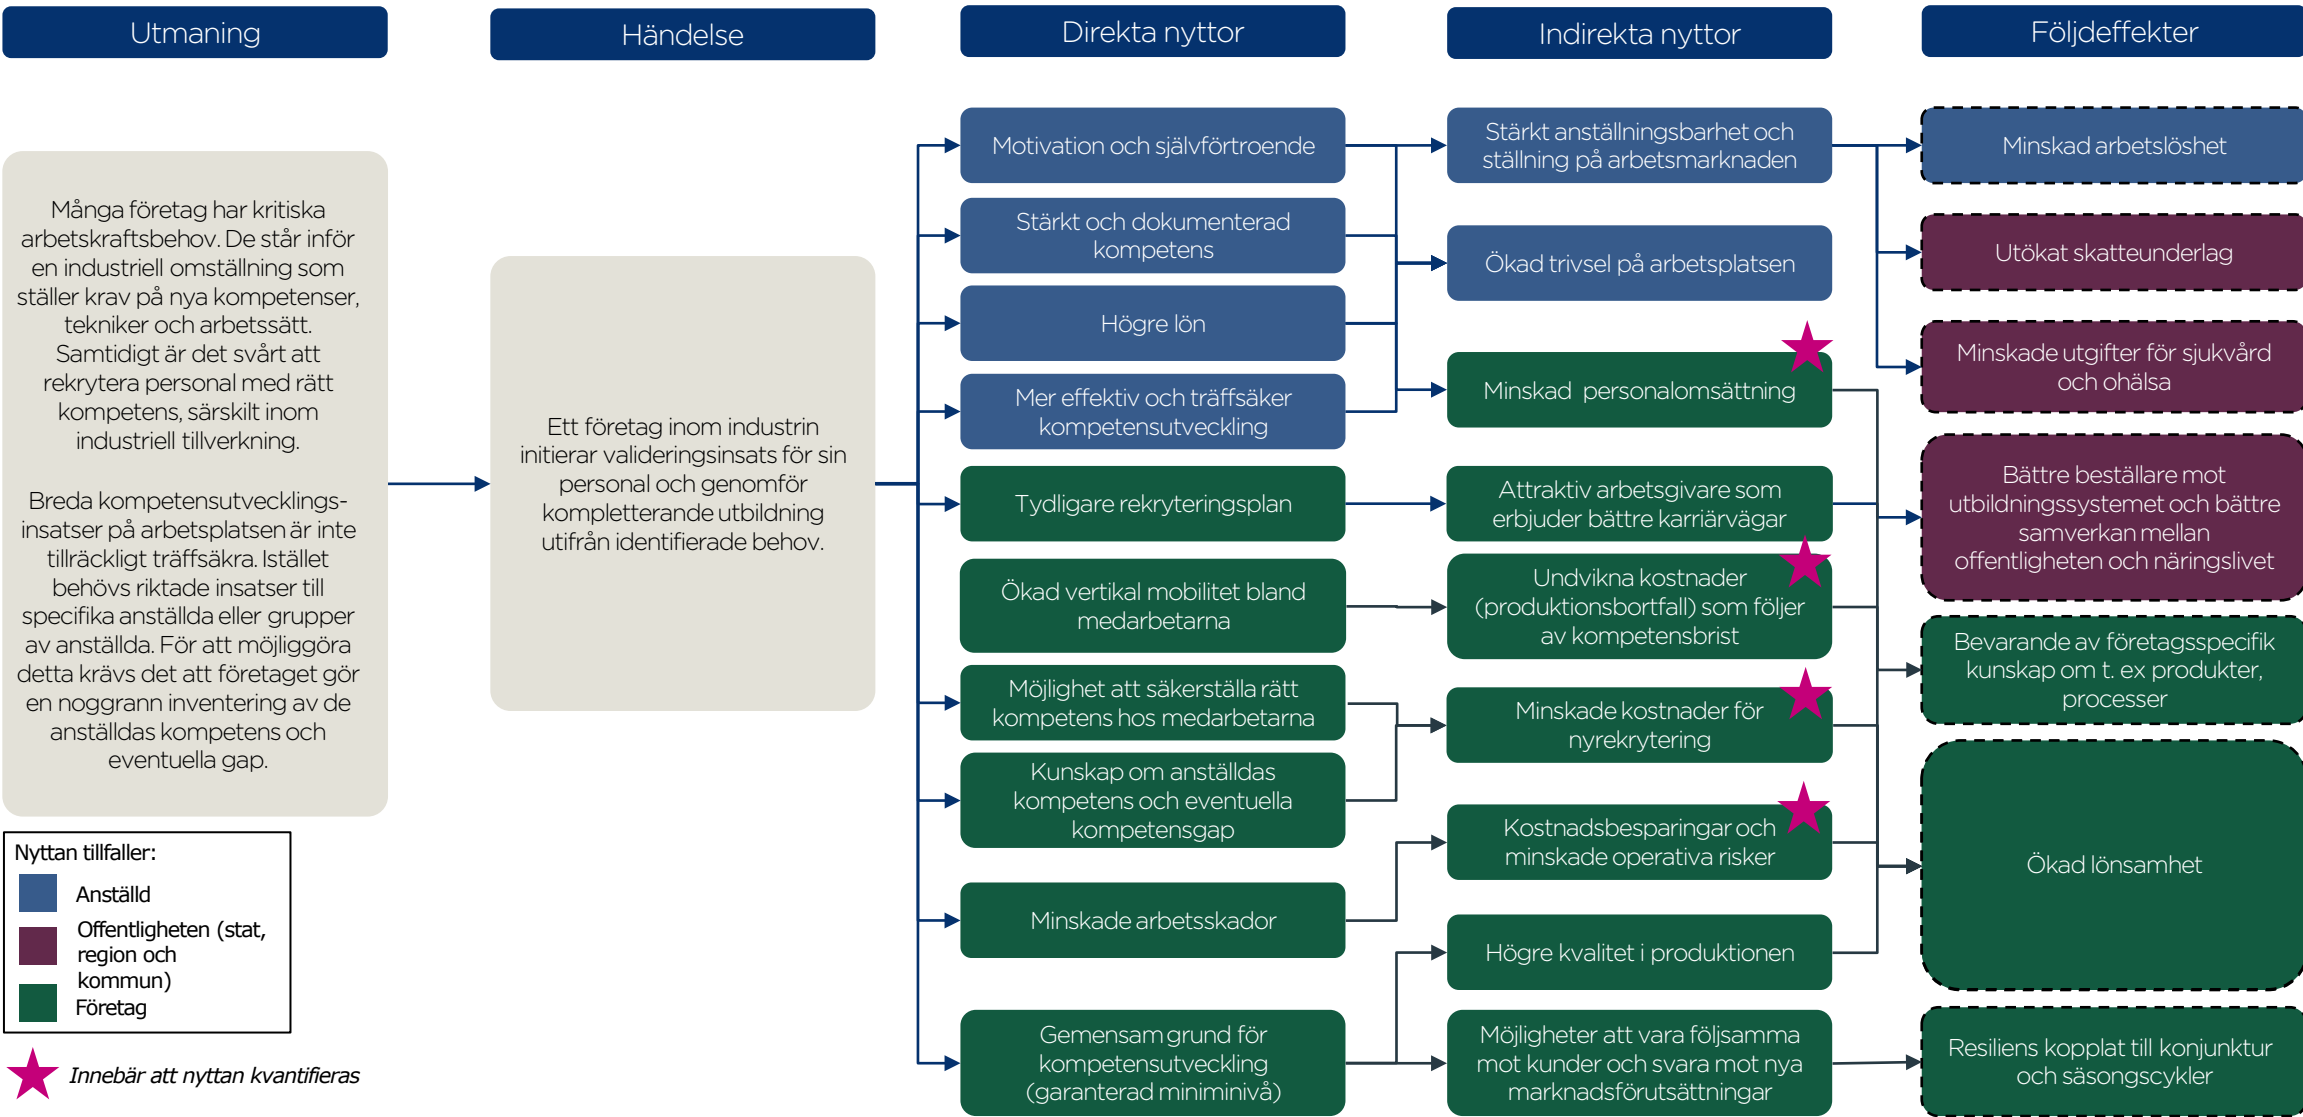 Utmaning
Händelse
Direkta nyttor
Indirekta nyttor
Följdeffekter
Många företag har kritiska
arbetskraftsbehov. De står inför
en industriell omställning som
ställer krav på nya kompetenser,
tekniker och arbetssätt.
Samtidigt är det svårt att
rekrytera personal med rätt
kompetens, särskilt inom
industriell tillverkning.
Breda kompetensutvecklings-
insatser på arbetsplatsen är inte
tillräckligt träffsäkra. Istället
behövs riktade insatser till
specifika anställda eller grupper
av anställda. För att möjliggöra
detta krävs det att företaget gör
en noggrann inventering av de
anställdas kompetens och
eventuella gap.
Ett företag inom industrin
initierar valideringsinsats för sin
personal och genomför
kompletterande utbildning
utifrån identifierade behov.
Motivation och självförtroende
Stärkt och dokumenterad
kompetens
Högre lön
Mer effektiv och träffsäker
kompetensutveckling
Tydligare rekryteringsplan
Ökad vertikal mobilitet bland
medarbetarna
Möjlighet att säkerställa rätt
kompetens hos medarbetarna
Kunskap om anställdas
kompetens och eventuella
kompetensgap
Minskade arbetsskador
Gemensam grund för
kompetensutveckling
(garanterad miniminivå)
Stärkt anställningsbarhet och
ställning på arbetsmarknaden
Ökad trivsel på arbetsplatsen
Minskad personalomsättning
Attraktiv arbetsgivare som
erbjuder bättre karriärvägar
Undvikna kostnader
(produktionsbortfall) som följer
av kompetensbrist
Minskade kostnader för
nyrekrytering
Kostnadsbesparingar och
minskade operativa risker
Högre kvalitet i produktionen
Möjligheter att vara följsamma
mot kunder och svara mot nya
marknadsförutsättningar
Minskad arbetslöshet
Utökat skatteunderlag
Minskade utgifter för sjukvård
och ohälsa
Bättre beställare mot
utbildningssystemet och bättre
samverkan mellan
offentligheten och näringslivet
Bevarande av företagsspecifik
kunskap om t. ex produkter,
processer
Ökad lönsamhet
Resiliens kopplat till konjunktur
och säsongscykler
Nyttan tillfaller:
Anställd
Offentligheten (stat,
region och
kommun)
Företag
Innebär att nyttan kvantifieras